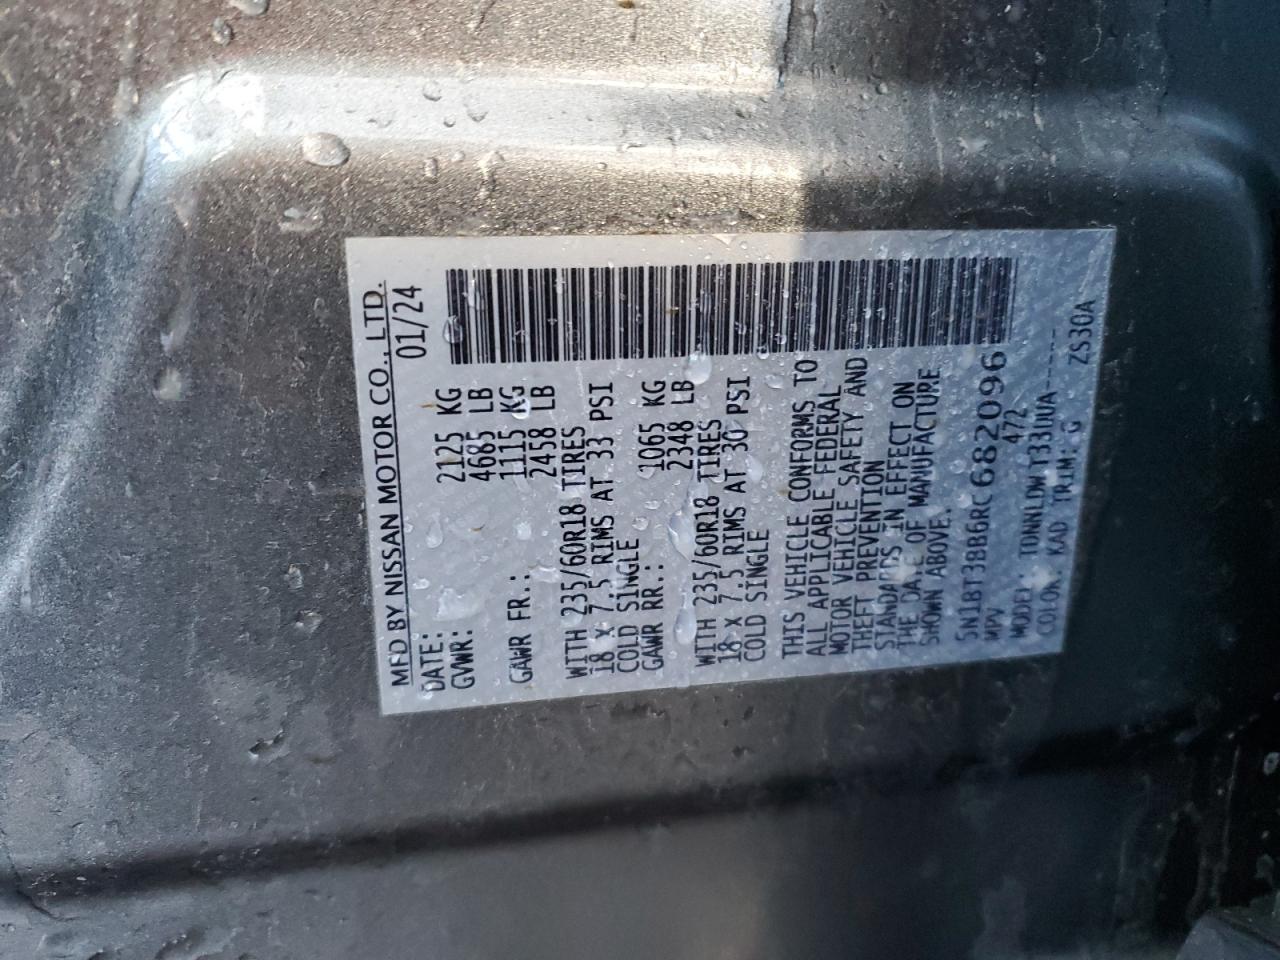 MFD BY NISSAN MOTOR CO., LTD.
DATE: 01/24
GVWR: 2125 KG
4685 LB
GAWR FR.: 1115 KG
2458 LB
WITH 235/60R18 TIRES
18 X 7.5 RIMS AT 33 PSI
COLD SINGLE
GAWR RR.: 1065 KG
2348 LB
WITH 235/60R18 TIRES
18 X 7.5 RIMS AT 30 PSI
COLD SINGLE
THIS VEHICLE CONFORMS TO
ALL APPLICABLE FEDERAL
MOTOR VEHICLE SAFETY AND
THEFT PREVENTION
STANDARDS IN EFFECT ON
THE DATE OF MANUFACTURE
SHOWN ABOVE.
5N1BT3BB6RC682096
MPV 472
MODEL: TDNNLDWT33UUA-----
COLOR: KAD TRIM: G ZS30A